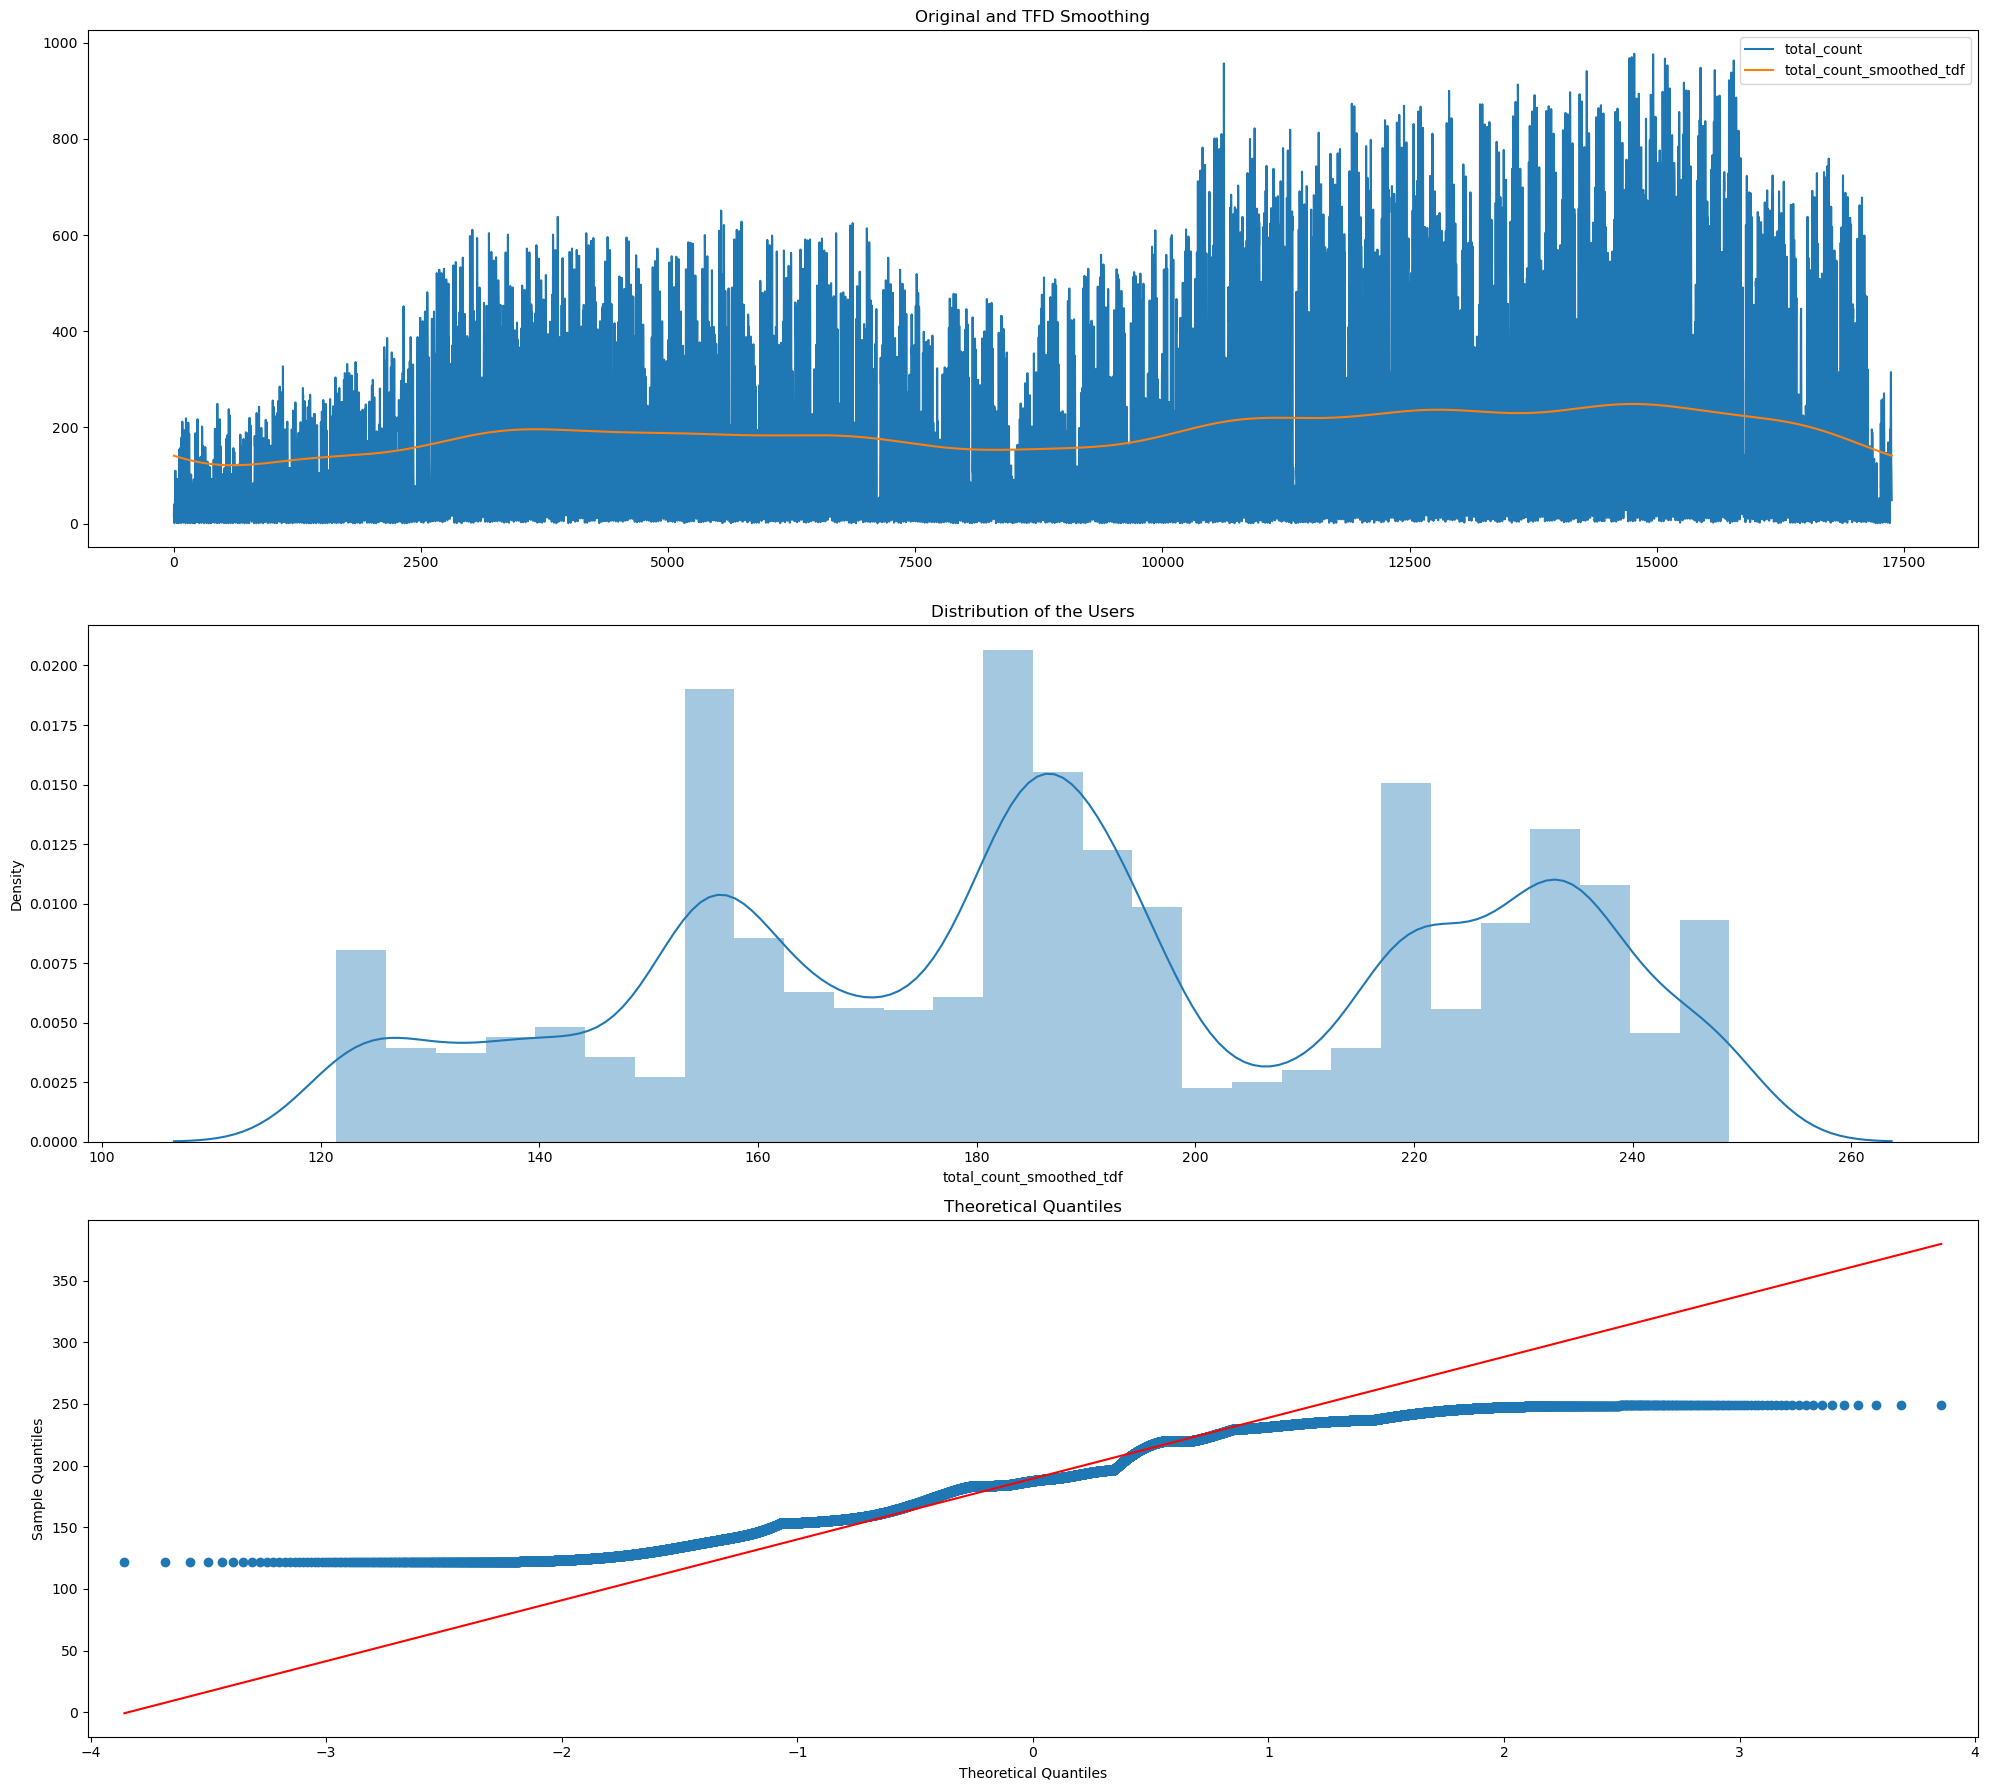 Original and TFD Smoothing
1000
800
600
400
200
0
total_count
total_count_smoothed_tdf
0 2500 5000 7500 10000 12500 15000 17500
Distribution of the Users
Density
0.0200
0.0175
0.0150
0.0125
0.0100
0.0075
0.0050
0.0025
0.0000
100 120 140 160 180 200 220 240 260
total_count_smoothed_tdf
Theoretical Quantiles
Sample Quantiles
350
300
250
200
150
100
50
0
−4 −3 −2 −1 0 1 2 3 4
Theoretical Quantiles